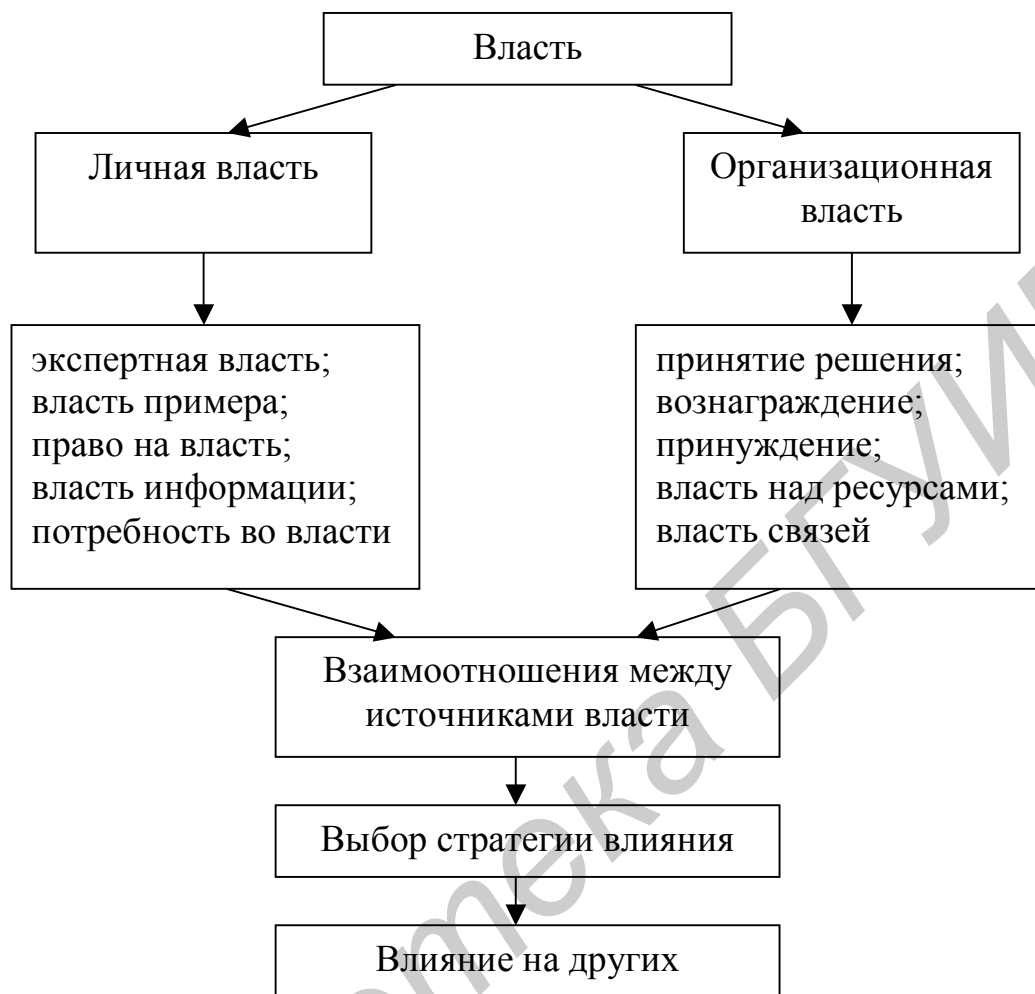 Власть
Личная власть
Организационная
власть
экспертная власть;
власть примера;
право на власть;
власть информации;
потребность во власти
принятие решения;
вознаграждение;
принуждение;
власть над ресурсами;
власть связей
Взаимоотношения между
источниками власти
Выбор стратегии влияния
Влияние на других